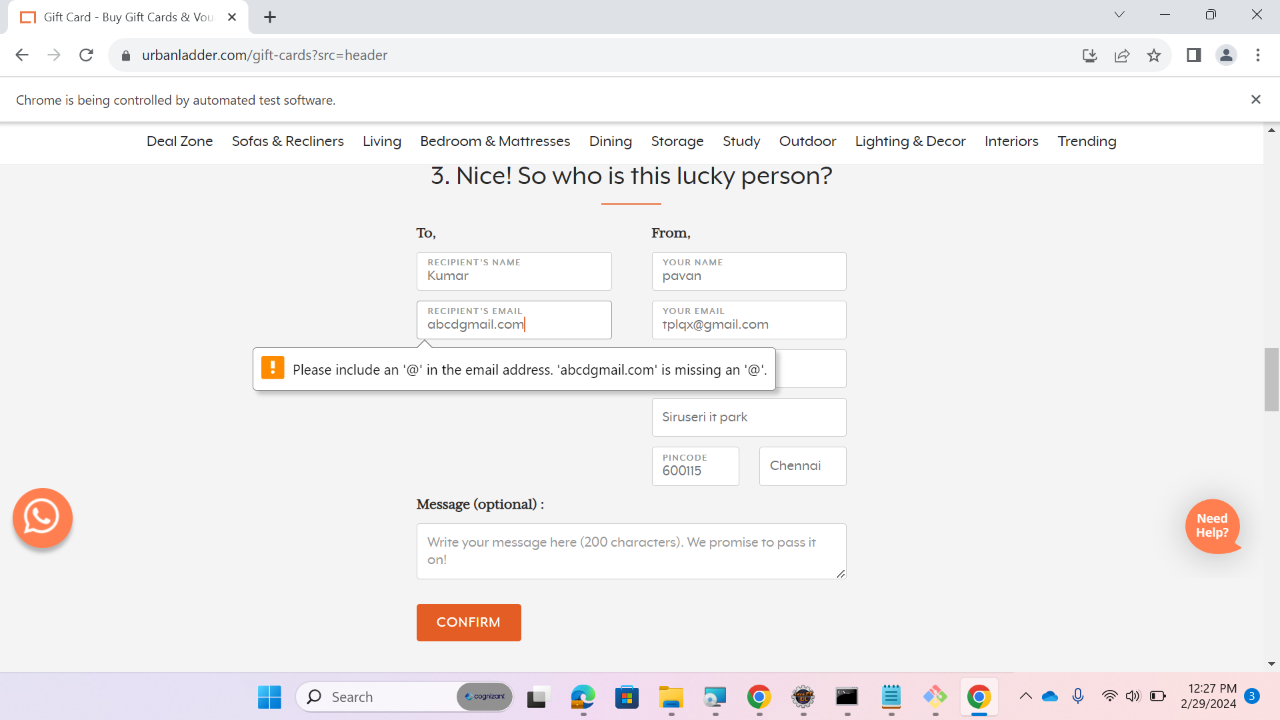 Gift Card - Buy Gift Cards & Vou
urbanladder.com/gift-cards?src=header
Chrome is being controlled by automated test software.
Deal Zone Sofas & Recliners Living Bedroom & Mattresses Dining Storage Study Outdoor Lighting & Decor Interiors Trending
3. Nice! So who is this lucky person?
To, From,
RECIPIENT'S NAME YOUR NAME
Kumar pavan
RECIPIENT'S EMAIL YOUR EMAIL
abcdgmail.com tplqx@gmail.com
! Please include an '@' in the email address. 'abcdgmail.com' is missing an '@'.
Siruseri it park
PINCODE
600115 Chennai
Message (optional) :
Write your message here (200 characters). We promise to pass it
on!
Need
Help?
CONFIRM
Search cognizant
12:27 PM
2/29/2024
3